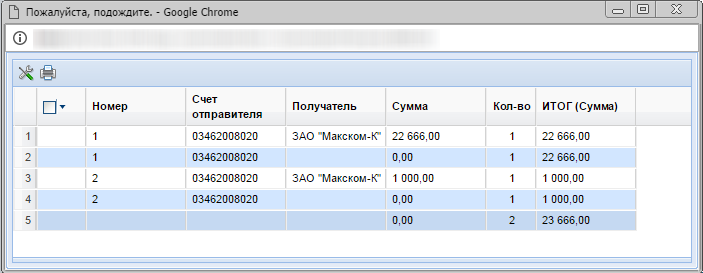 Пожалуйста, подождите. - Google Chrome
Номер Счет отправителя Получатель Сумма Кол-во ИТОГ (Сумма)
1 1 03462008020 ЗАО "Макском-К" 22 666,00 1 22 666,00
2 1 03462008020 0,00 1 22 666,00
3 2 03462008020 ЗАО "Макском-К" 1 000,00 1 1 000,00
4 2 03462008020 0,00 1 1 000,00
5 0,00 2 23 666,00